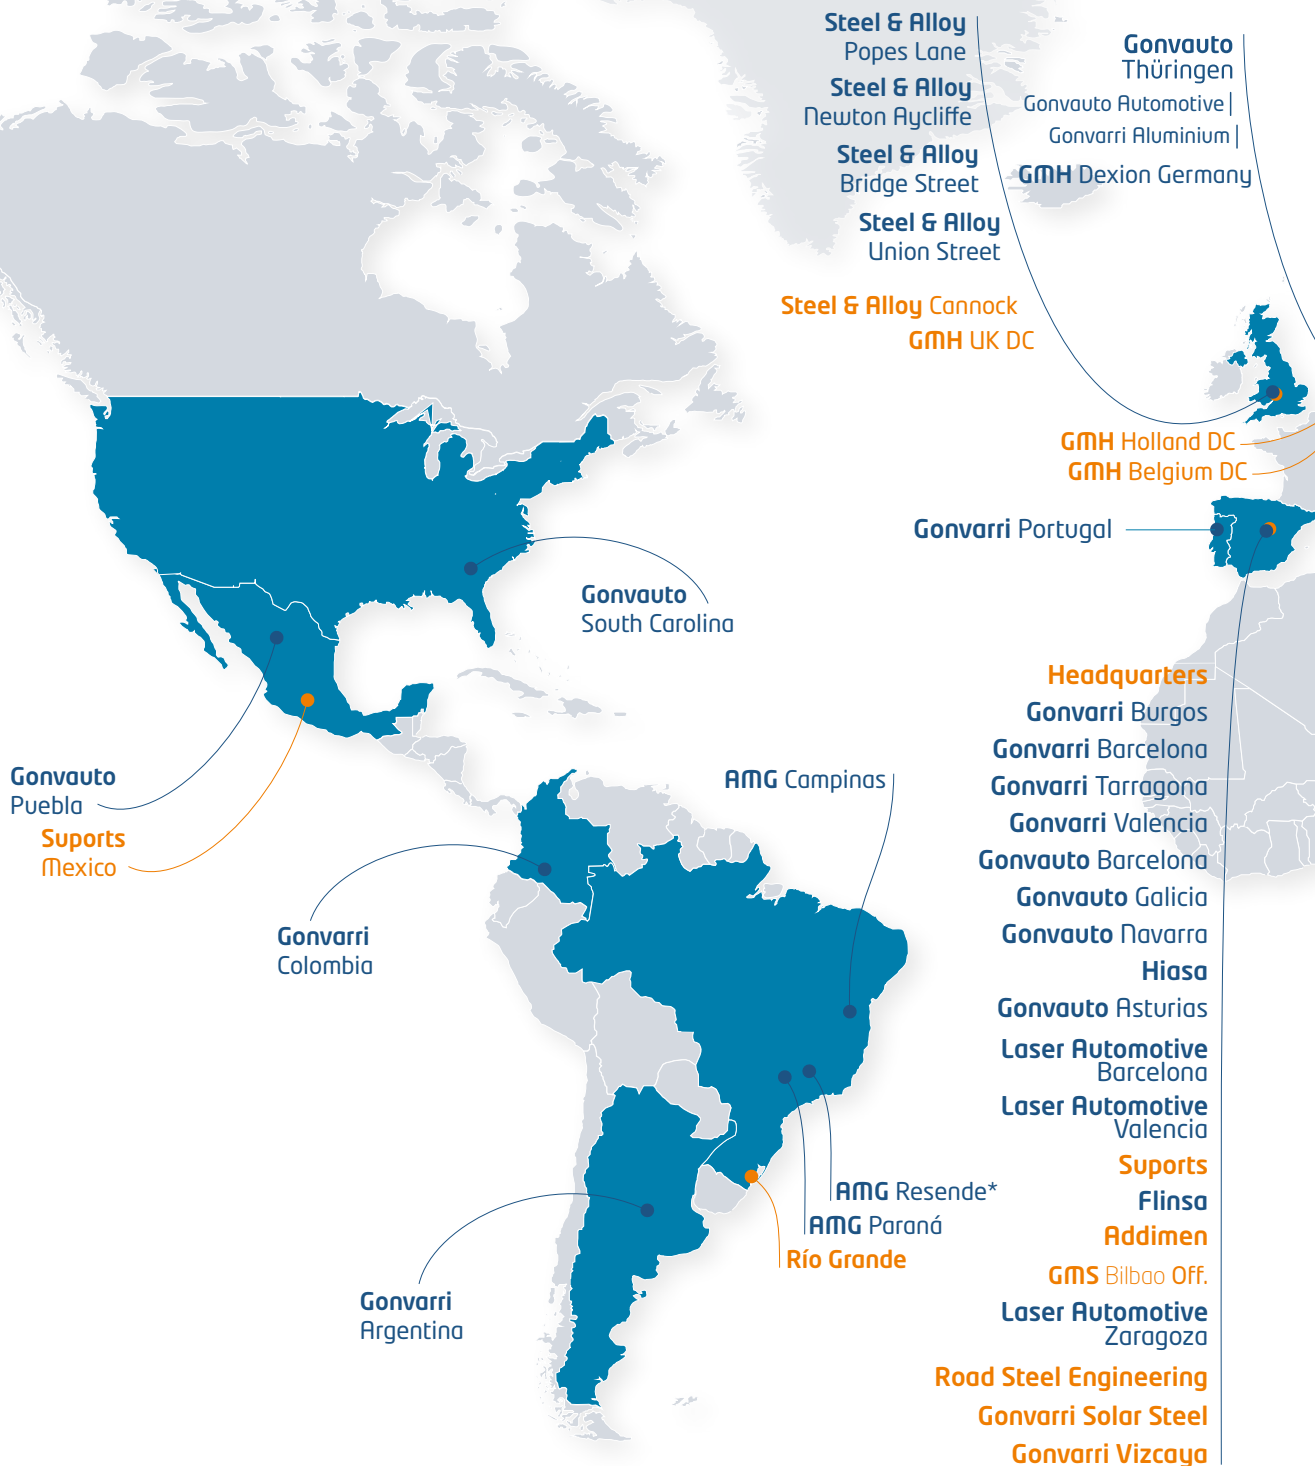 Steel & Alloy
Popes Lane
Steel & Alloy
Newton Aycliffe
Steel & Alloy
Bridge Street
Steel & Alloy
Union Street
Steel & Alloy Cannock
GMH UK DC
Gonvauto
Thüringen
Gonvauto Automotive
Gonvarri Aluminium
GMH Dexion Germany
GMH Holland DC
GMH Belgium DC
Gonvarri Portugal
Gonvauto
South Carolina
Gonvauto
Puebla
Suports
Mexico
Gonvarri
Colombia
AMG Campinas
AMG Resende*
AMG Paraná
Río Grande
Gonvarri
Argentina
Headquarters
Gonvarri Burgos
Gonvarri Barcelona
Gonvarri Tarragona
Gonvarri Valencia
Gonvauto Barcelona
Gonvauto Galicia
Gonvauto Navarra
Hiasa
Gonvauto Asturias
Laser Automotive
Barcelona
Laser Automotive
Valencia
Suports
Flinsa
Addimen
GMS Bilbao Off.
Laser Automotive
Zaragoza
Road Steel Engineering
Gonvarri Solar Steel
Gonvarri Vizcaya